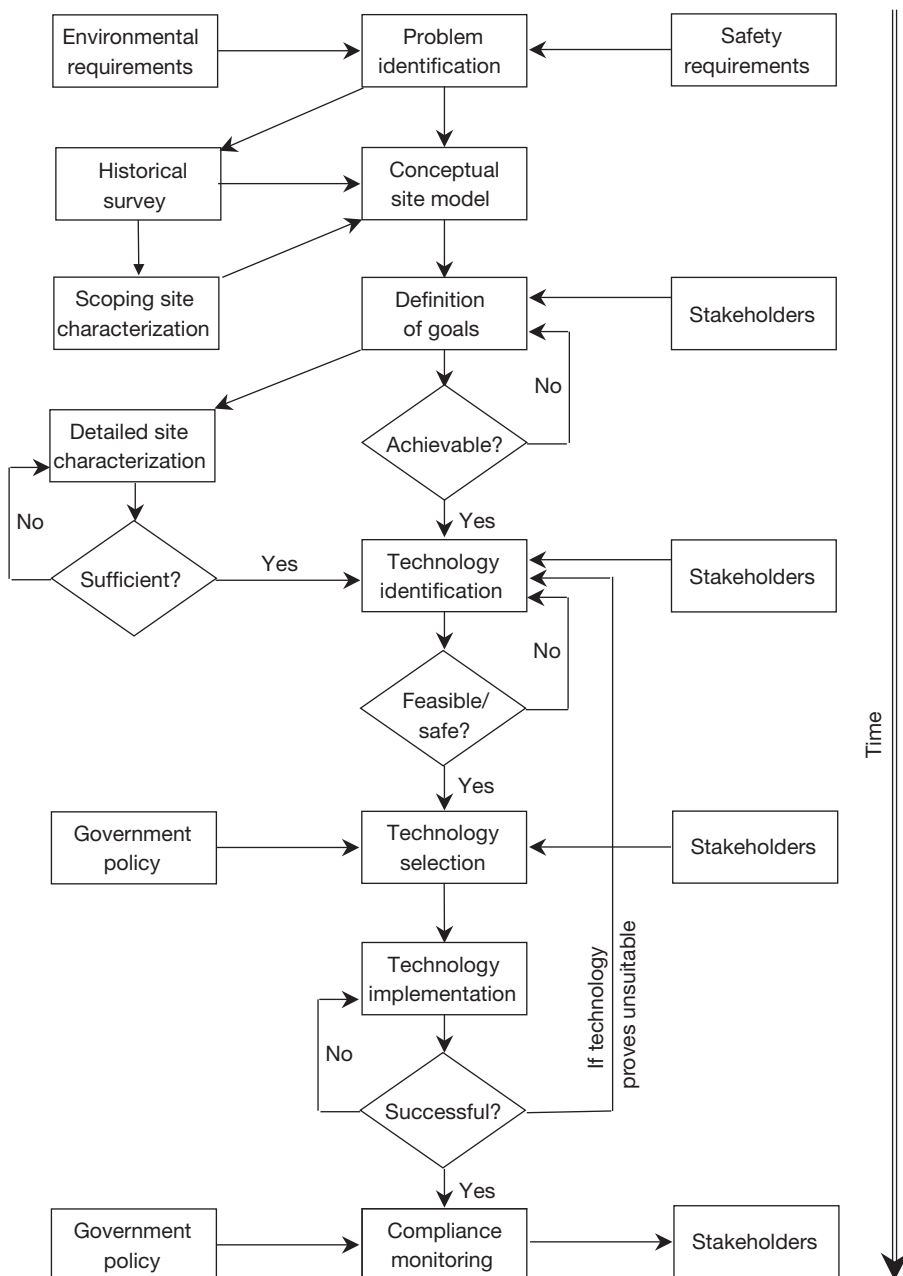 Environmental
requirements
Problem
identification
Safety
requirements
Historical
survey
Conceptual
site model
Scoping site
characterization
Definition
of goals
Stakeholders
No
Detailed site
characterization
Achievable?
No
Yes
Sufficient?
Yes
Technology
identification
Stakeholders
No
Feasible/
safe?
Time
Yes
Government
policy
Technology
selection
Stakeholders
If technology
proves unsuitable
Technology
implementation
No
Successful?
Yes
Government
policy
Compliance
monitoring
Stakeholders